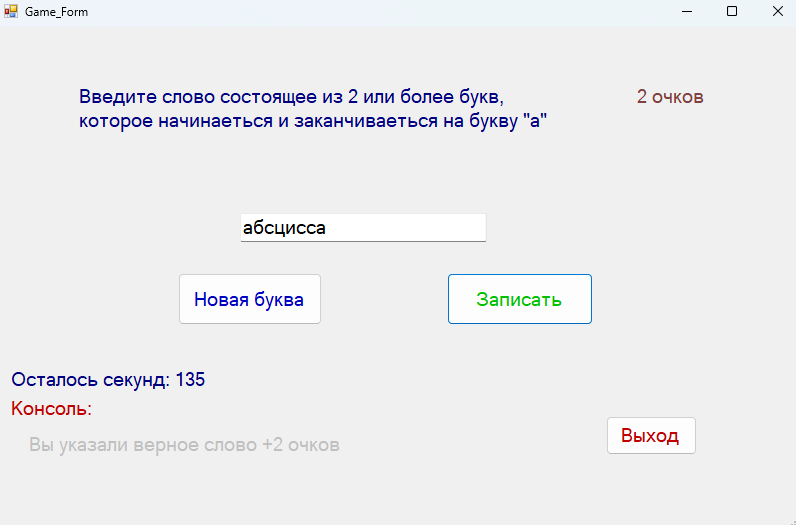 Game_Form
Введите слово состоящее из 2 или более букв,
которое начинаеться и заканчиваеться на букву "а"
2 очков
абсцисса
Новая буква
Записать
Осталось секунд: 135
Консоль:
Вы указали верное слово +2 очков
Выход